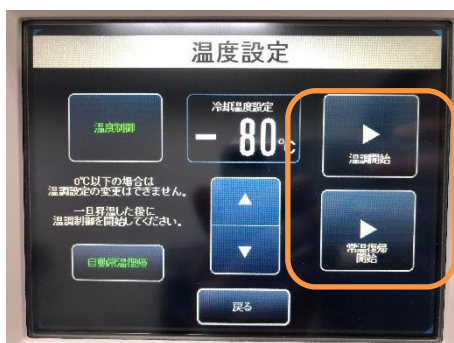 温度設定
温度制御
冷却温度設定
- 80℃
温調開始
0℃以下の場合は
温調設定の変更はできません。
一旦昇温した後に
温調制御を開始してください。
常温復帰
開始
自動常温復帰
戻る